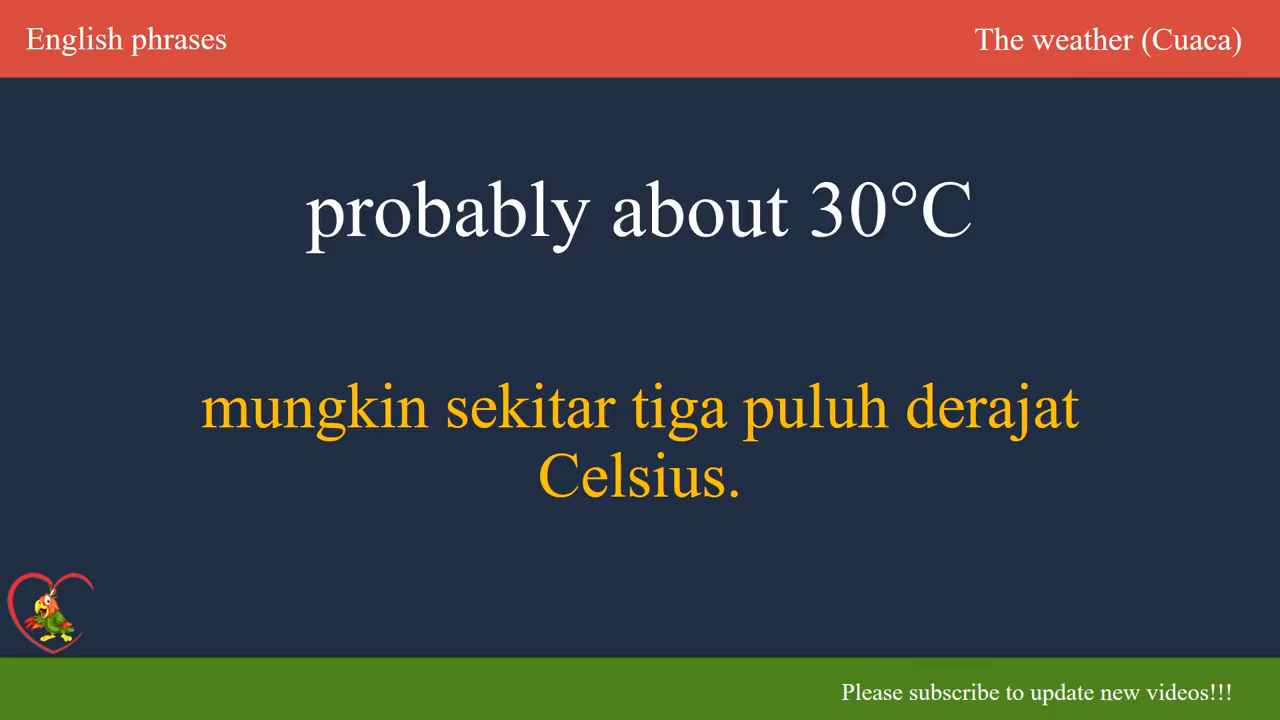 English phrases
The weather (Cuaca)
probably about 30°C
mungkin sekitar tiga puluh derajat
Celsius.
Please subscribe to update new videos!!!